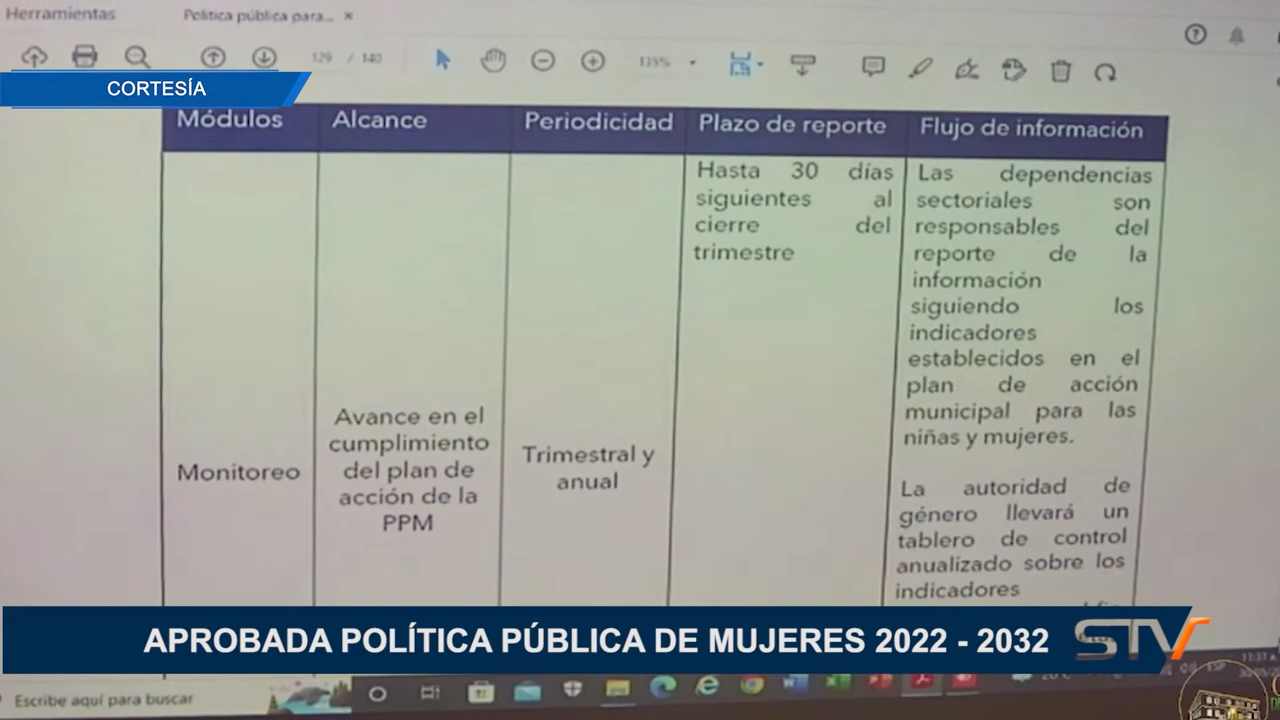 Herramientas
Política pública para... ×
129 / 140
135%
CORTESÍA
Módulos
Alcance
Periodicidad
Plazo de reporte
Flujo de información
Monitoreo
Avance en el
cumplimiento
del plan de
acción de la
PPM
Trimestral y
anual
Hasta 30 días
siguientes al
cierre del
trimestre
Las dependencias
sectoriales son
responsables del
reporte de la
información
siguiendo los
indicadores
establecidos en el
plan de acción
municipal para las
niñas y mujeres.
La autoridad de
género llevará un
tablero de control
anualizado sobre los
indicadores
APROBADA POLÍTICA PÚBLICA DE MUJERES 2022 - 2032
STV
Escribe aquí para buscar
ESP